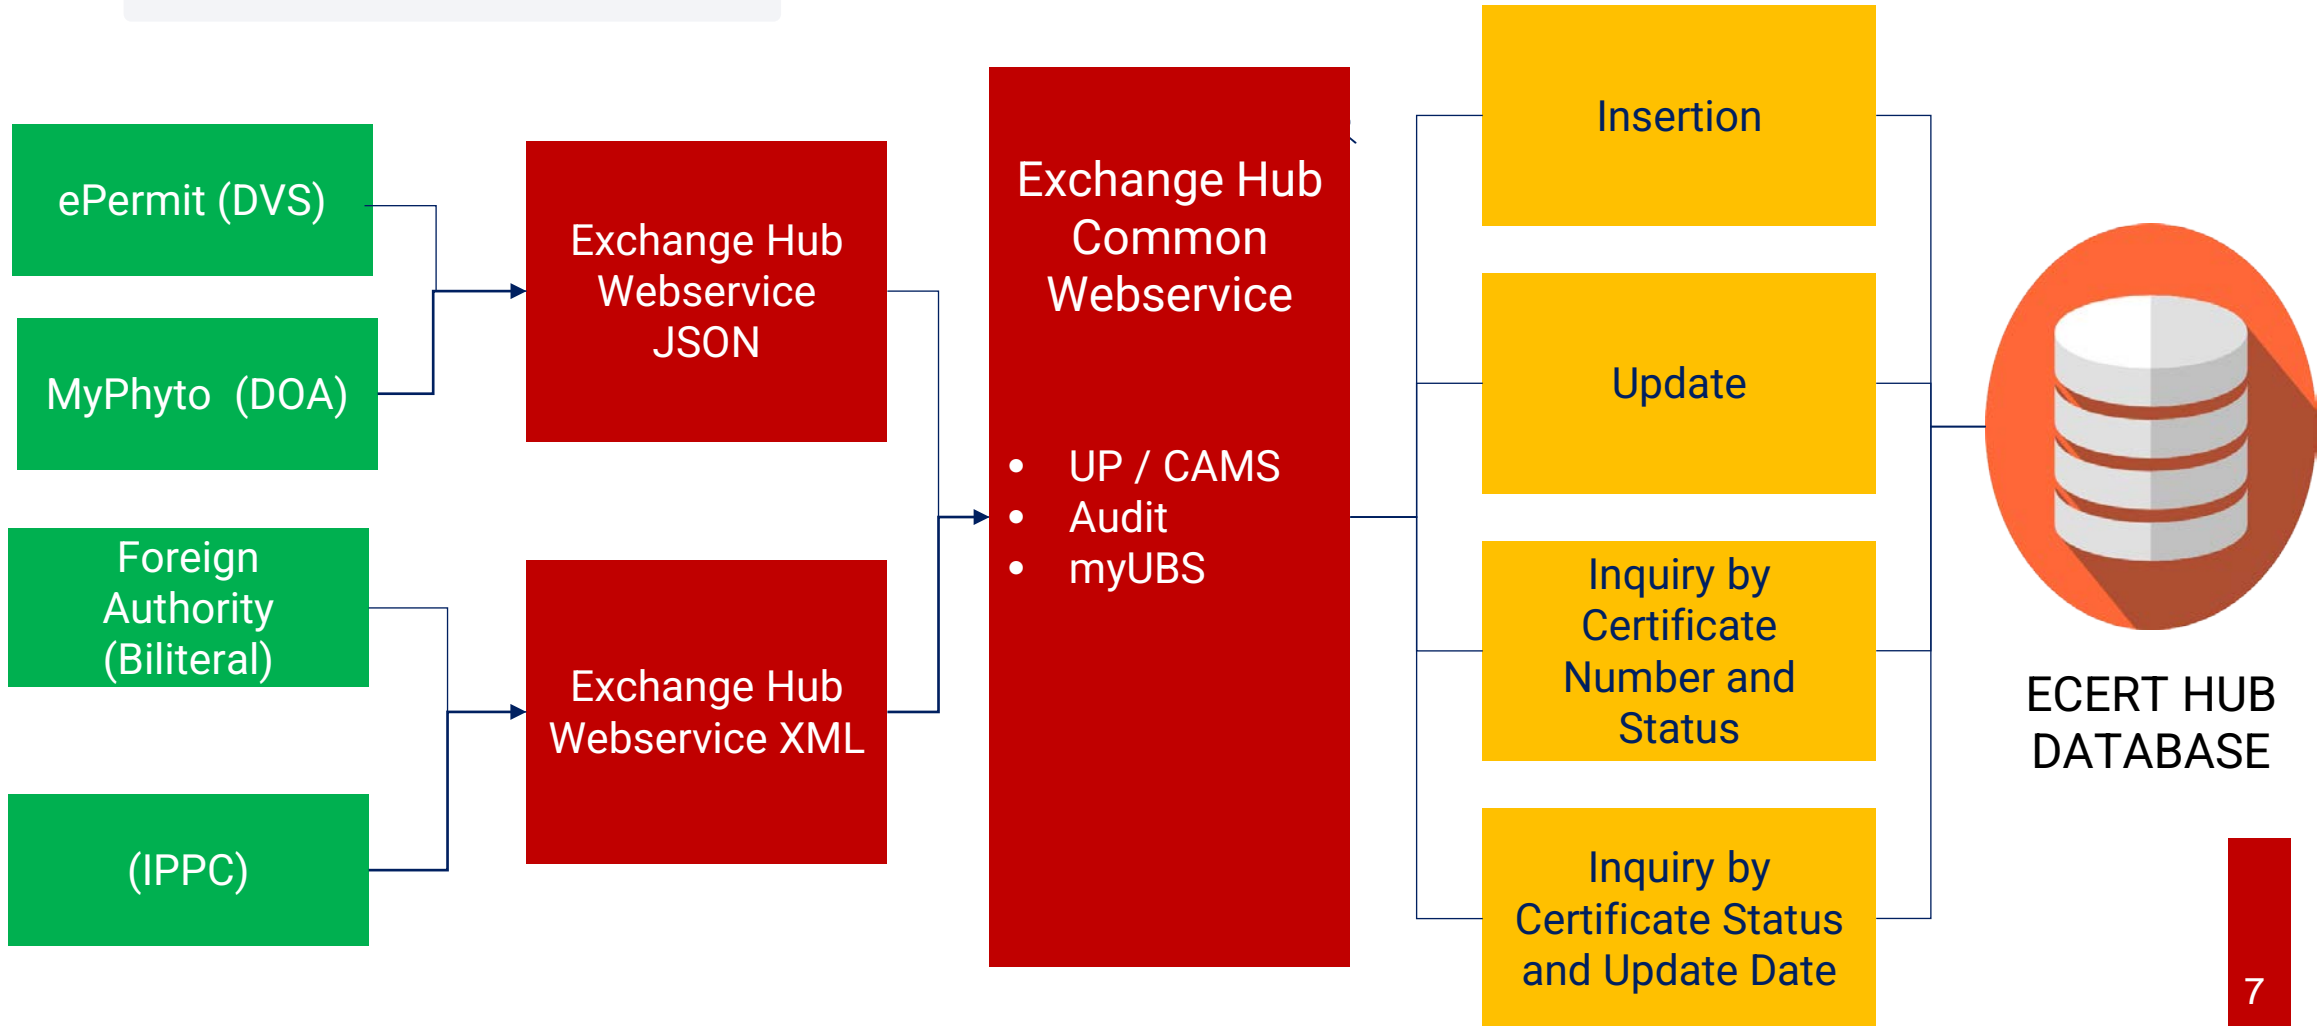 ePermit (DVS)
MyPhyto (DOA)
Foreign
Authority
(Biliteral)
(IPPC)
Exchange Hub
Webservice
JSON
Exchange Hub
Webservice XML
Exchange Hub
Common
Webservice
• UP / CAMS
• Audit
• myUBS
Insertion
Update
Inquiry by
Certificate
Number and
Status
Inquiry by
Certificate Status
and Update Date
ECERT HUB
DATABASE
7